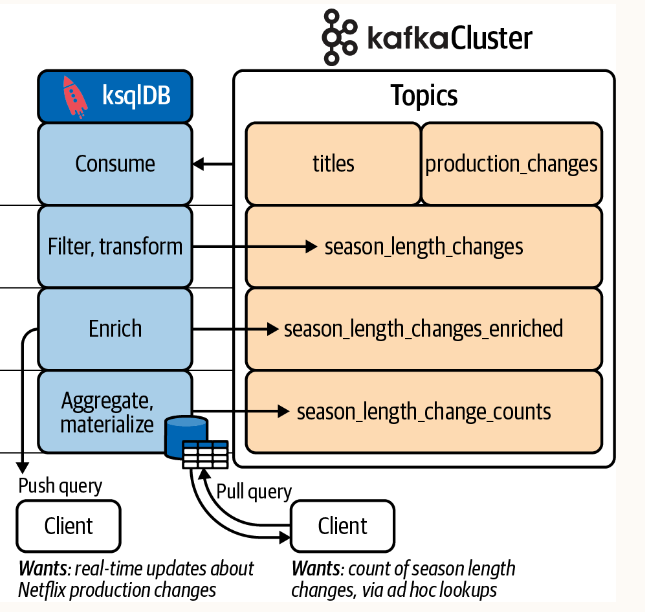 kafkaCluster
ksqlDB
Topics
Consume
titles
production_changes
Filter, transform
season_length_changes
Enrich
season_length_changes_enriched
Aggregate,
materialize
season_length_change_counts
Push query
Pull query
Client
Client
Wants: real-time updates about
Netflix production changes
Wants: count of season length
changes, via ad hoc lookups